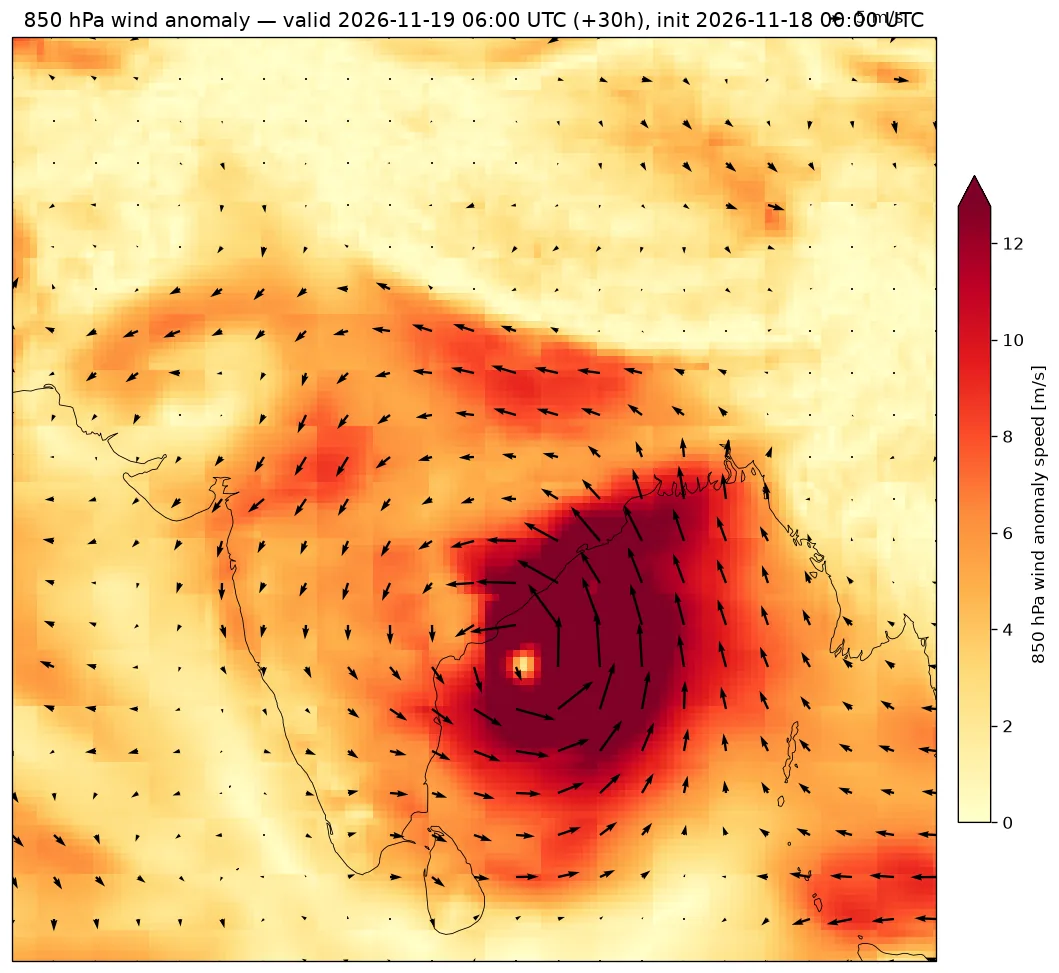 850 hPa wind anomaly — valid 2026-11-19 06:00 UTC (+30h), init 2026-11-18 00:00 UTC
5 m/s
12
10
8
6
4
2
0
850 hPa wind anomaly speed [m/s]